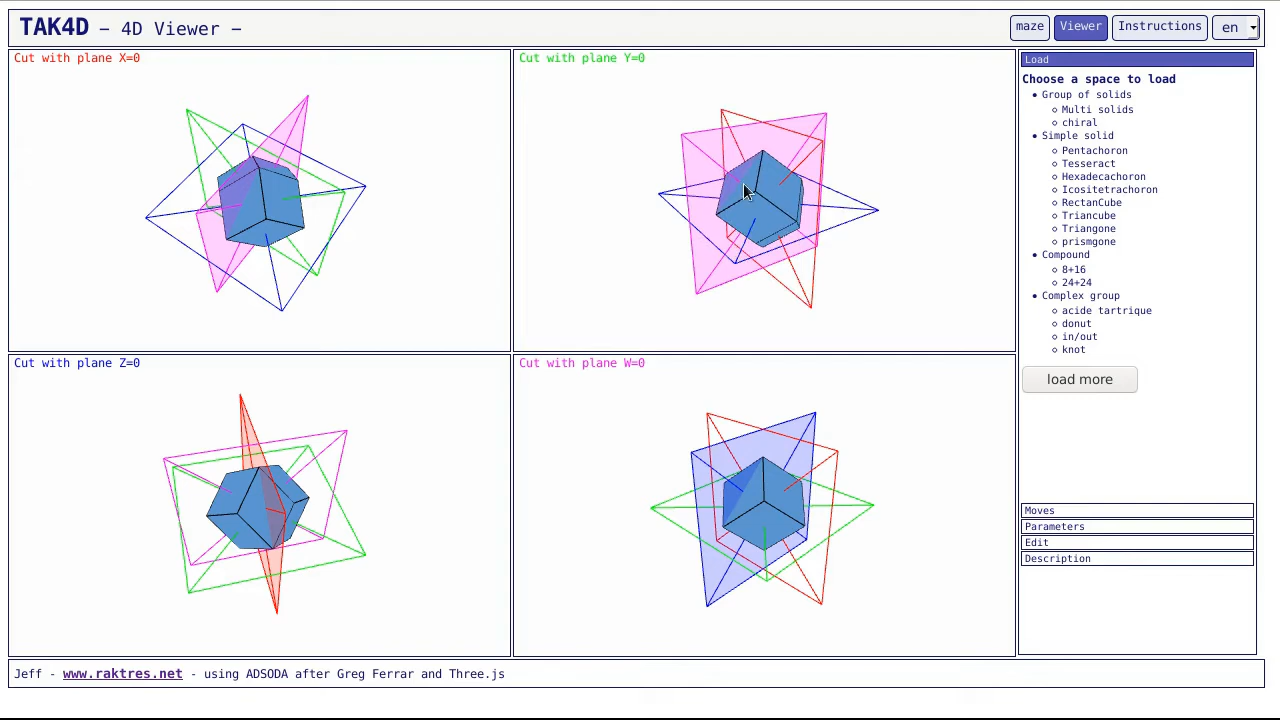 TAK4D – 4D Viewer –
maze Viewer Instructions en
Cut with plane X=0
Cut with plane Y=0
Cut with plane Z=0
Cut with plane W=0
Load
Choose a space to load
Group of solids
Multi solids
chiral
Simple solid
Pentachoron
Tesseract
Hexadecachoron
Icositetrachoron
RectanCube
Triancube
Triangone
prismgone
Compound
8+16
24+24
Complex group
acide tartrique
donut
in/out
knot
load more
Moves
Parameters
Edit
Description
Jeff - www.raktres.net - using ADSODA after Greg Ferrar and Three.js